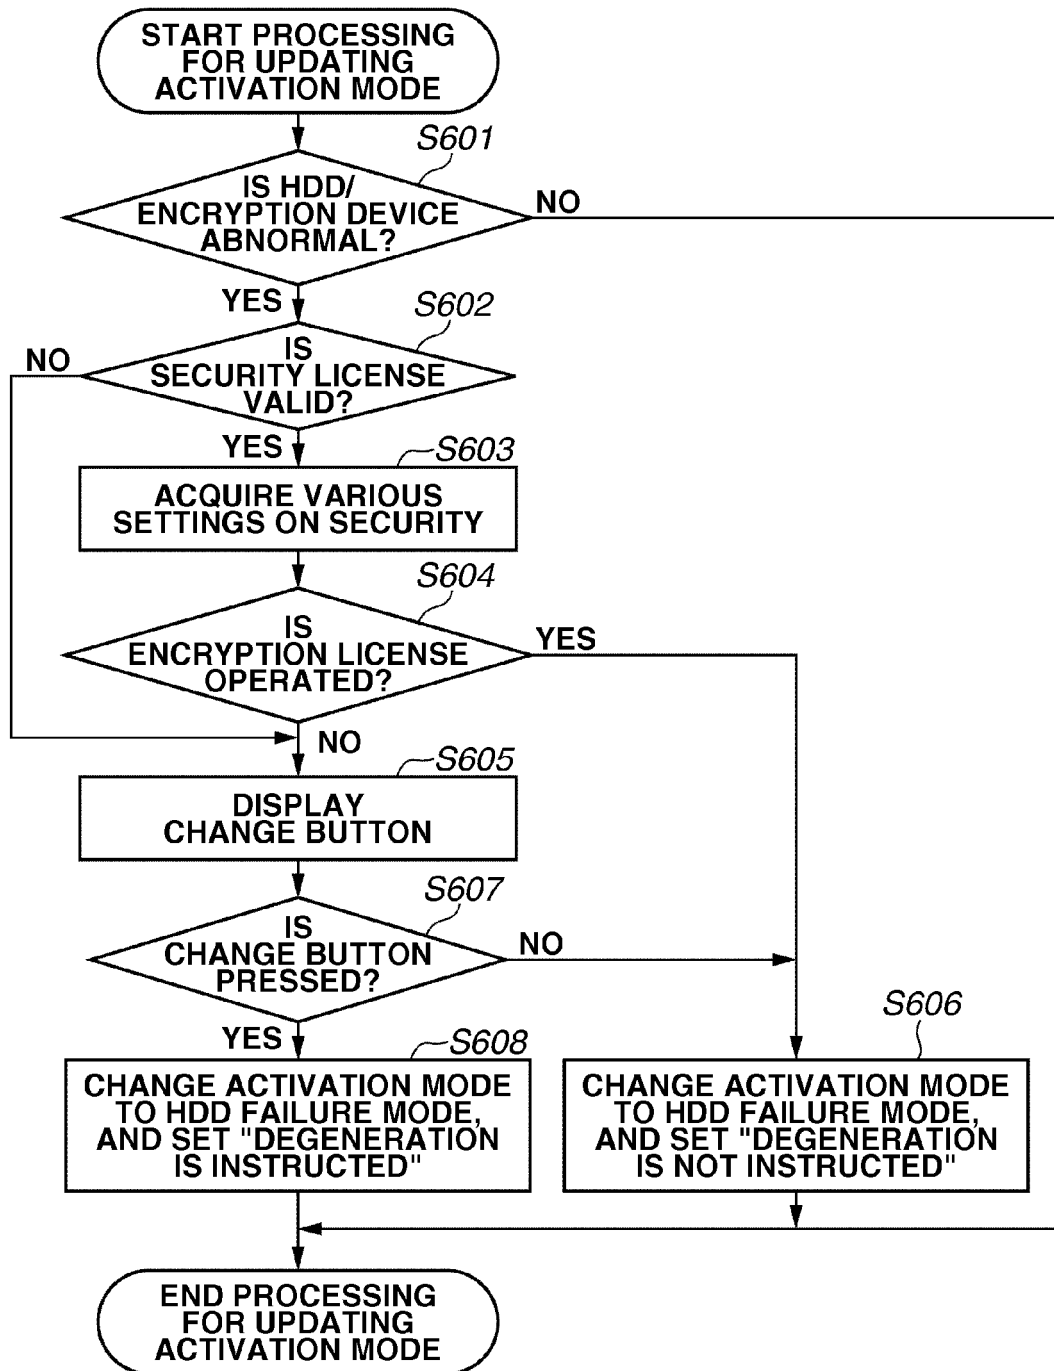 START PROCESSING
FOR UPDATING
ACTIVATION MODE
S601
IS HDD/
ENCRYPTION DEVICE
ABNORMAL?
NO
YES
S602
IS
SECURITY LICENSE
VALID?
NO
YES
S603
ACQUIRE VARIOUS
SETTINGS ON SECURITY
S604
IS
ENCRYPTION LICENSE
OPERATED?
YES
NO
S605
DISPLAY
CHANGE BUTTON
S607
IS
CHANGE BUTTON
PRESSED?
NO
YES
S608
CHANGE ACTIVATION MODE
TO HDD FAILURE MODE,
AND SET "DEGENERATION
IS INSTRUCTED"
S606
CHANGE ACTIVATION MODE
TO HDD FAILURE MODE,
AND SET "DEGENERATION
IS NOT INSTRUCTED"
END PROCESSING
FOR UPDATING
ACTIVATION MODE